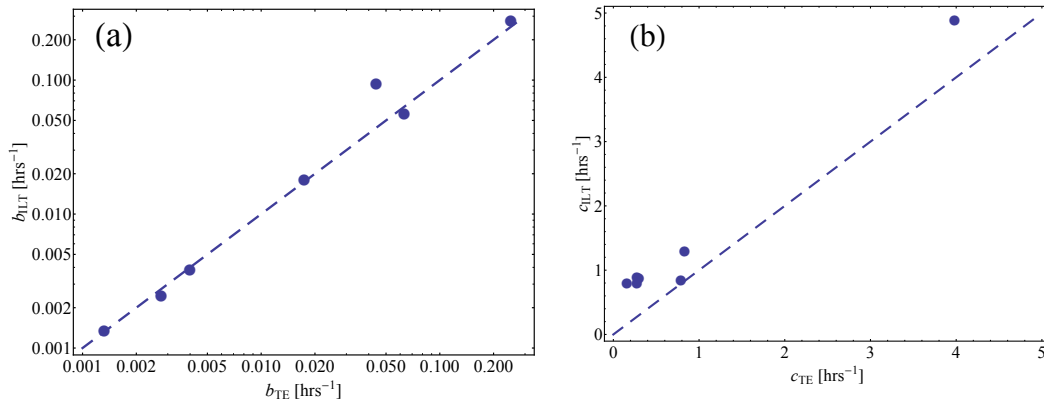 (a)
0.200
0.100
0.050
0.020
0.010
0.005
0.002
0.001
b_ILT [hrs⁻¹]
0.001 0.005 0.010 0.020 0.050 0.100 0.200
b_TE [hrs⁻¹]
(b)
5
4
3
2
1
0
c_ILT [hrs⁻¹]
0 1 2 3 4 5
c_TE [hrs⁻¹]